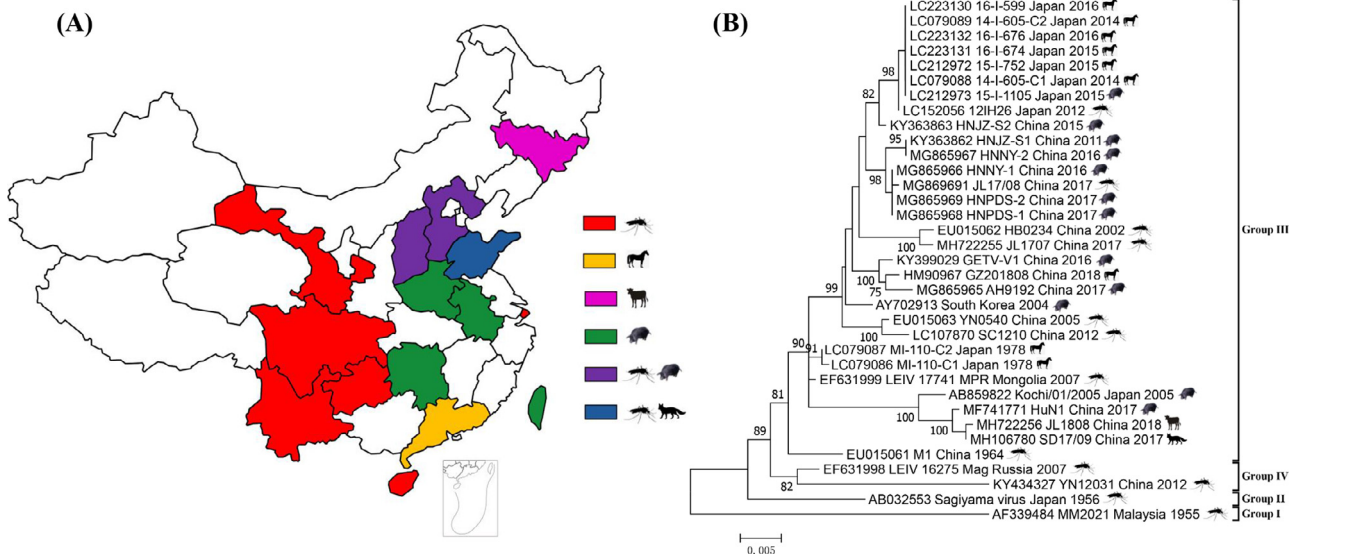 (A)
(B)
LC223130 16-I-599 Japan 2016
LC079089 14-I-605-C2 Japan 2014
LC223132 16-I-676 Japan 2016
LC223131 16-I-674 Japan 2015
LC212972 15-I-752 Japan 2015
LC079088 14-I-605-C1 Japan 2014
98
LC212973 15-I-1105 Japan 2015
82
LC152056 12IH26 Japan 2012
KY363863 HNJZ-S2 China 2015
95
KY363862 HNJZ-S1 China 2011
MG865967 HNNY-2 China 2016
MG865966 HNNY-1 China 2016
98
MG869691 JL17/08 China 2017
MG865969 HNPDS-2 China 2017
MG865968 HNPDS-1 China 2017
EU015062 HB0234 China 2002
Group III
100
MH722255 JL1707 China 2017
KY399029 GETV-V1 China 2016
HM90967 GZ201808 China 2018
100
75
MG865965 AH9192 China 2017
99
AY702913 South Korea 2004
EU015063 YN0540 China 2005
100
LC107870 SC1210 China 2012
90
91
LC079087 MI-110-C2 Japan 1978
LC079086 MI-110-C1 Japan 1978
EF631999 LEIV 17741 MPR Mongolia 2007
81
AB859822 Kochi/01/2005 Japan 2005
MF741771 HuN1 China 2017
100
MH722256 JL1808 China 2018
100
MH106780 SD17/09 China 2017
89
EU015061 M1 China 1964
EF631998 LEIV 16275 Mag Russia 2007
Group IV
82
KY434327 YN12031 China 2012
AB032553 Sagiyama virus Japan 1956
Group II
AF339484 MM2021 Malaysia 1955
Group I
0.005